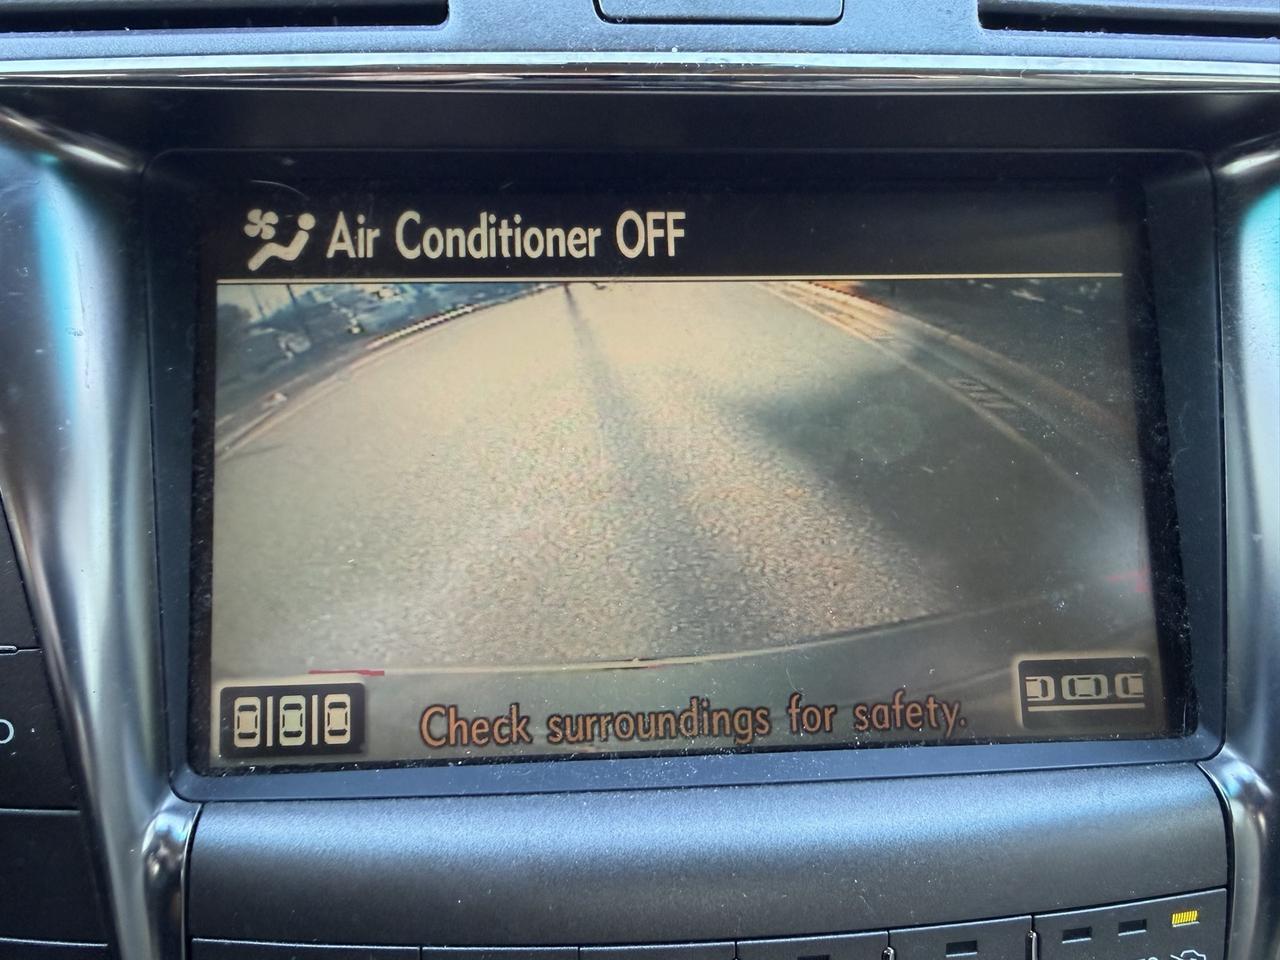 Air Conditioner OFF
Check surroundings for safety.